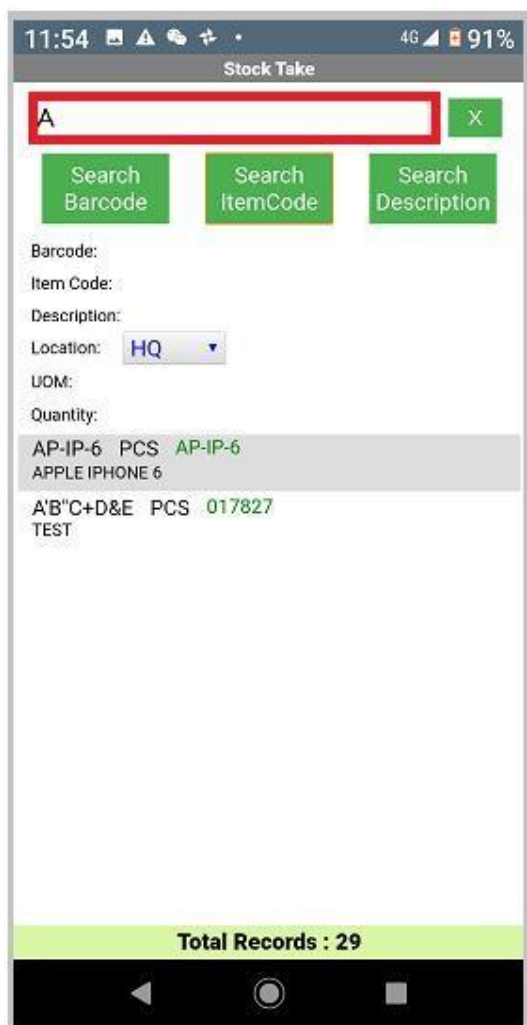 11:54 4G 91%
Stock Take
A
X
Search Barcode
Search ItemCode
Search Description
Barcode:
Item Code:
Description:
Location: HQ
UOM:
Quantity:
AP-IP-6 PCS AP-IP-6
APPLE IPHONE 6
A'B"C+D&E PCS 017827
TEST
Total Records : 29